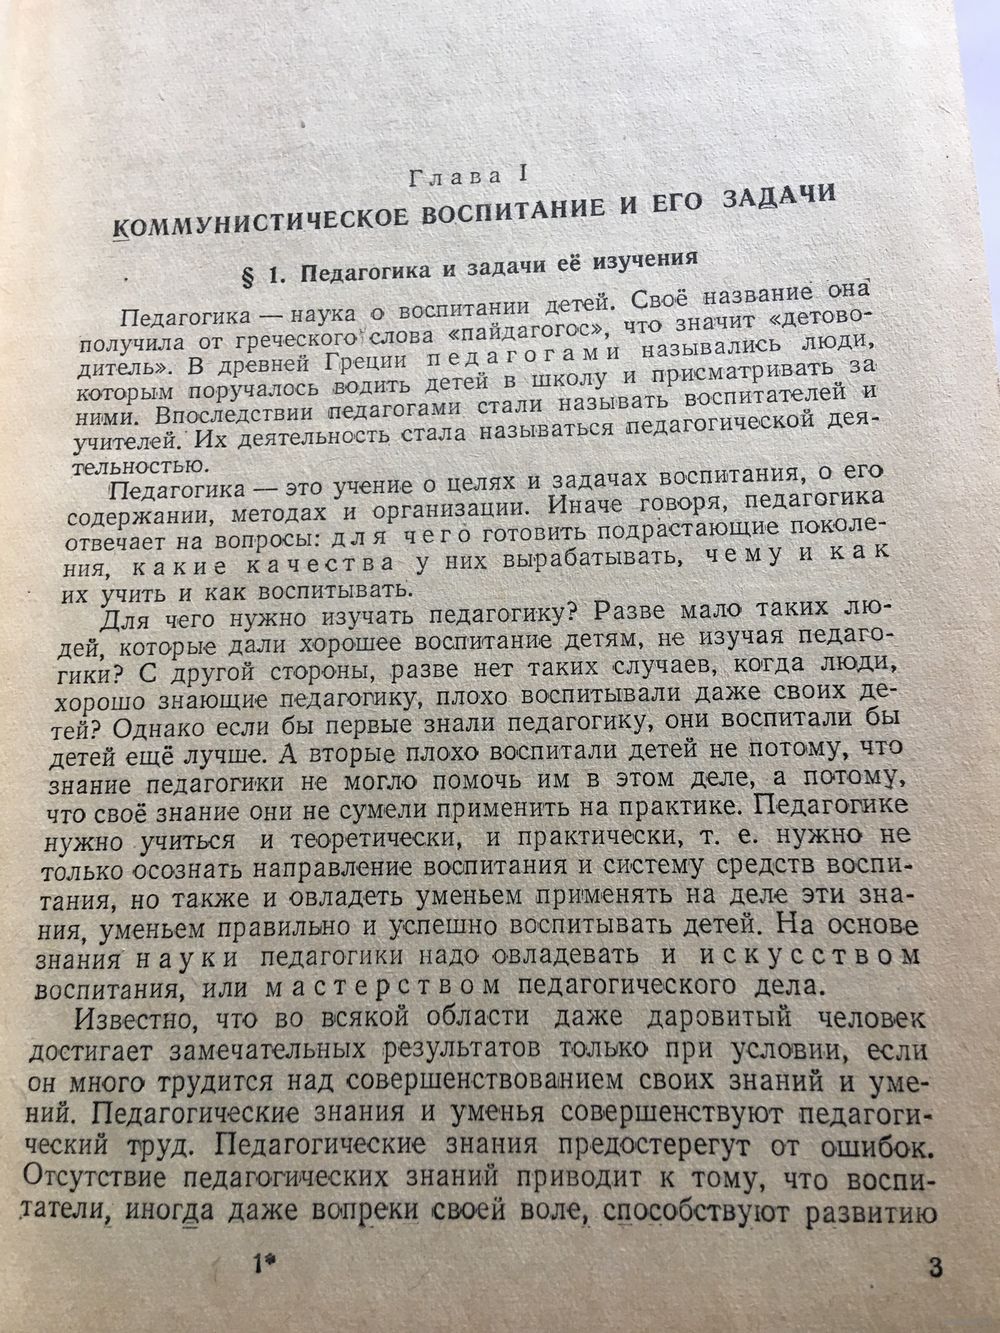 Глава I
КОММУНИСТИЧЕСКОЕ ВОСПИТАНИЕ И ЕГО ЗАДАЧИ
§ 1. Педагогика и задачи её изучения
Педагогика — наука о воспитании детей. Своё название она
получила от греческого слова «пайдагогос», что значит «детово-
дитель». В древней Греции педагогами назывались люди,
которым поручалось водить детей в школу и присматривать за
ними. Впоследствии педагогами стали называть воспитателей и
учителей. Их деятельность стала называться педагогической дея-
тельностью.
Педагогика — это учение о целях и задачах воспитания, о его
содержании, методах и организации. Иначе говоря, педагогика
отвечает на вопросы: для чего готовить подрастающие поколе-
ния, какие качества у них вырабатывать, чему и как
их учить и как воспитывать.
Для чего нужно изучать педагогику? Разве мало таких лю-
дей, которые дали хорошее воспитание детям, не изучая педаго-
гики? С другой стороны, разве нет таких случаев, когда люди,
хорошо знающие педагогику, плохо воспитывали даже своих де-
тей? Однако если бы первые знали педагогику, они воспитали бы
детей ещё лучше. А вторые плохо воспитали детей не потому, что
знание педагогики не могло помочь им в этом деле, а потому,
что своё знание они не сумели применить на практике. Педагогике
нужно учиться и теоретически, и практически, т. е. нужно не
только осознать направление воспитания и систему средств воспи-
тания, но также и овладеть уменьем применять на деле эти зна-
ния, уменьем правильно и успешно воспитывать детей. На основе
знания науки педагогики надо овладевать и искусством
воспитания, или мастерством педагогического дела.
Известно, что во всякой области даже даровитый человек
достигает замечательных результатов только при условии, если
он много трудится над совершенствованием своих знаний и уме-
ний. Педагогические знания и уменья совершенствуют педагоги-
ческий труд. Педагогические знания предостерегут от ошибок.
Отсутствие педагогических знаний приводит к тому, что воспи-
татели, иногда даже вопреки своей воле, способствуют развитию
1*
3